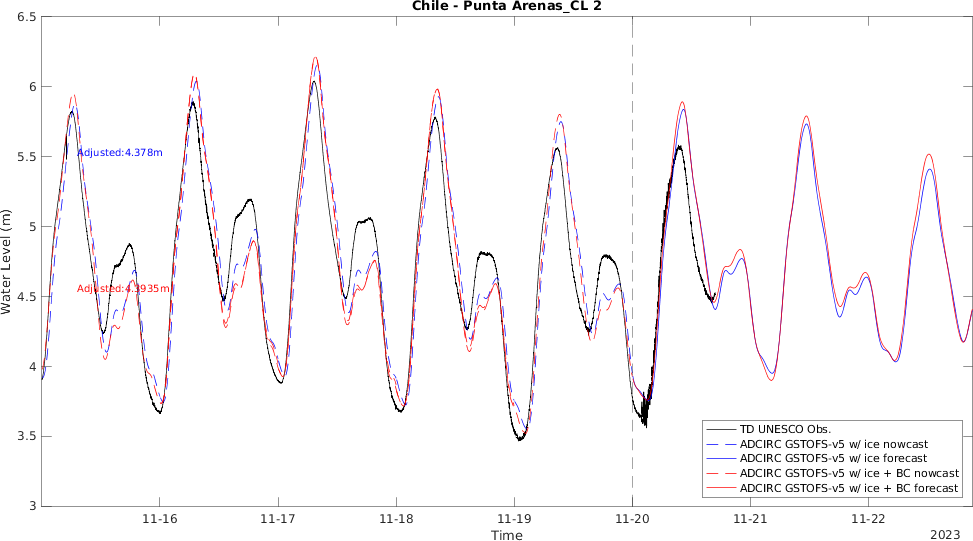 Chile - Punta Arenas_CL 2
Water Level (m)
6.5
6
5.5
5
4.5
4
3.5
3
Adjusted:4.378m
Adjusted:4.3935m
TD UNESCO Obs.
ADCIRC GSTOFS-v5 w/ ice nowcast
ADCIRC GSTOFS-v5 w/ ice forecast
ADCIRC GSTOFS-v5 w/ ice + BC nowcast
ADCIRC GSTOFS-v5 w/ ice + BC forecast
11-16 11-17 11-18 11-19 11-20 11-21 11-22
Time
2023